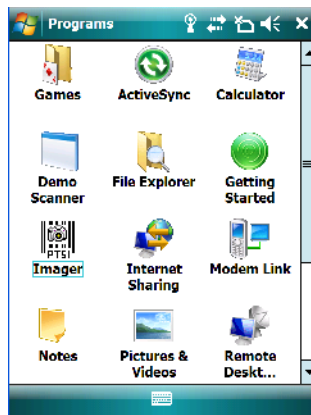 Programs
Games
ActiveSync
Calculator
Demo
Scanner
File Explorer
Getting
Started
PTSI
Imager
Internet
Sharing
Modem Link
Notes
Pictures &
Videos
Remote
Deskt...